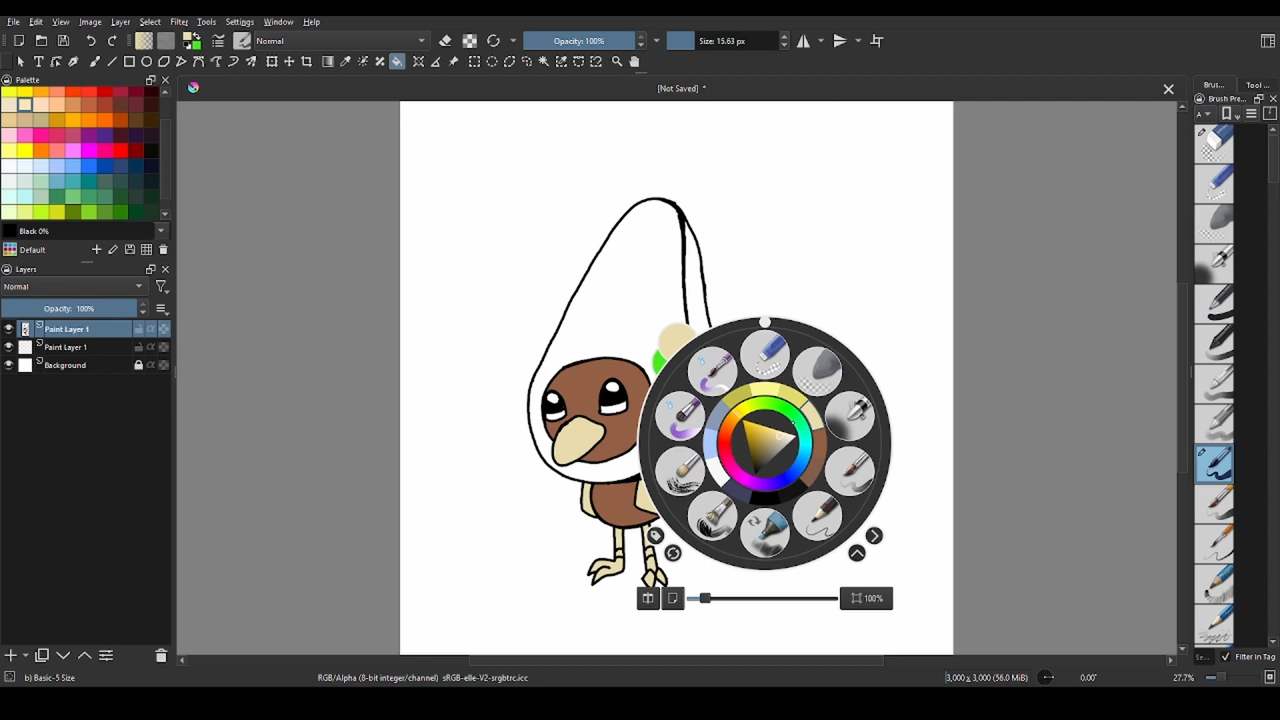 File Edit View Image Layer Select Filter Tools Settings Window Help
Normal Opacity: 100% Size: 15.63 px
Palette
[Not Saved] *
Brus... Tool ...
Brush Pre...
A
Black 0%
Default
Layers
Normal
Opacity: 100%
Paint Layer 1
Paint Layer 1
Background
100%
Se... Filter in Tag
b) Basic-5 Size RGB/Alpha (8-bit integer/channel) sRGB-elle-V2-srgbtrc.icc 3,000 x 3,000 (56.0 MiB) 0.00° 27.7%